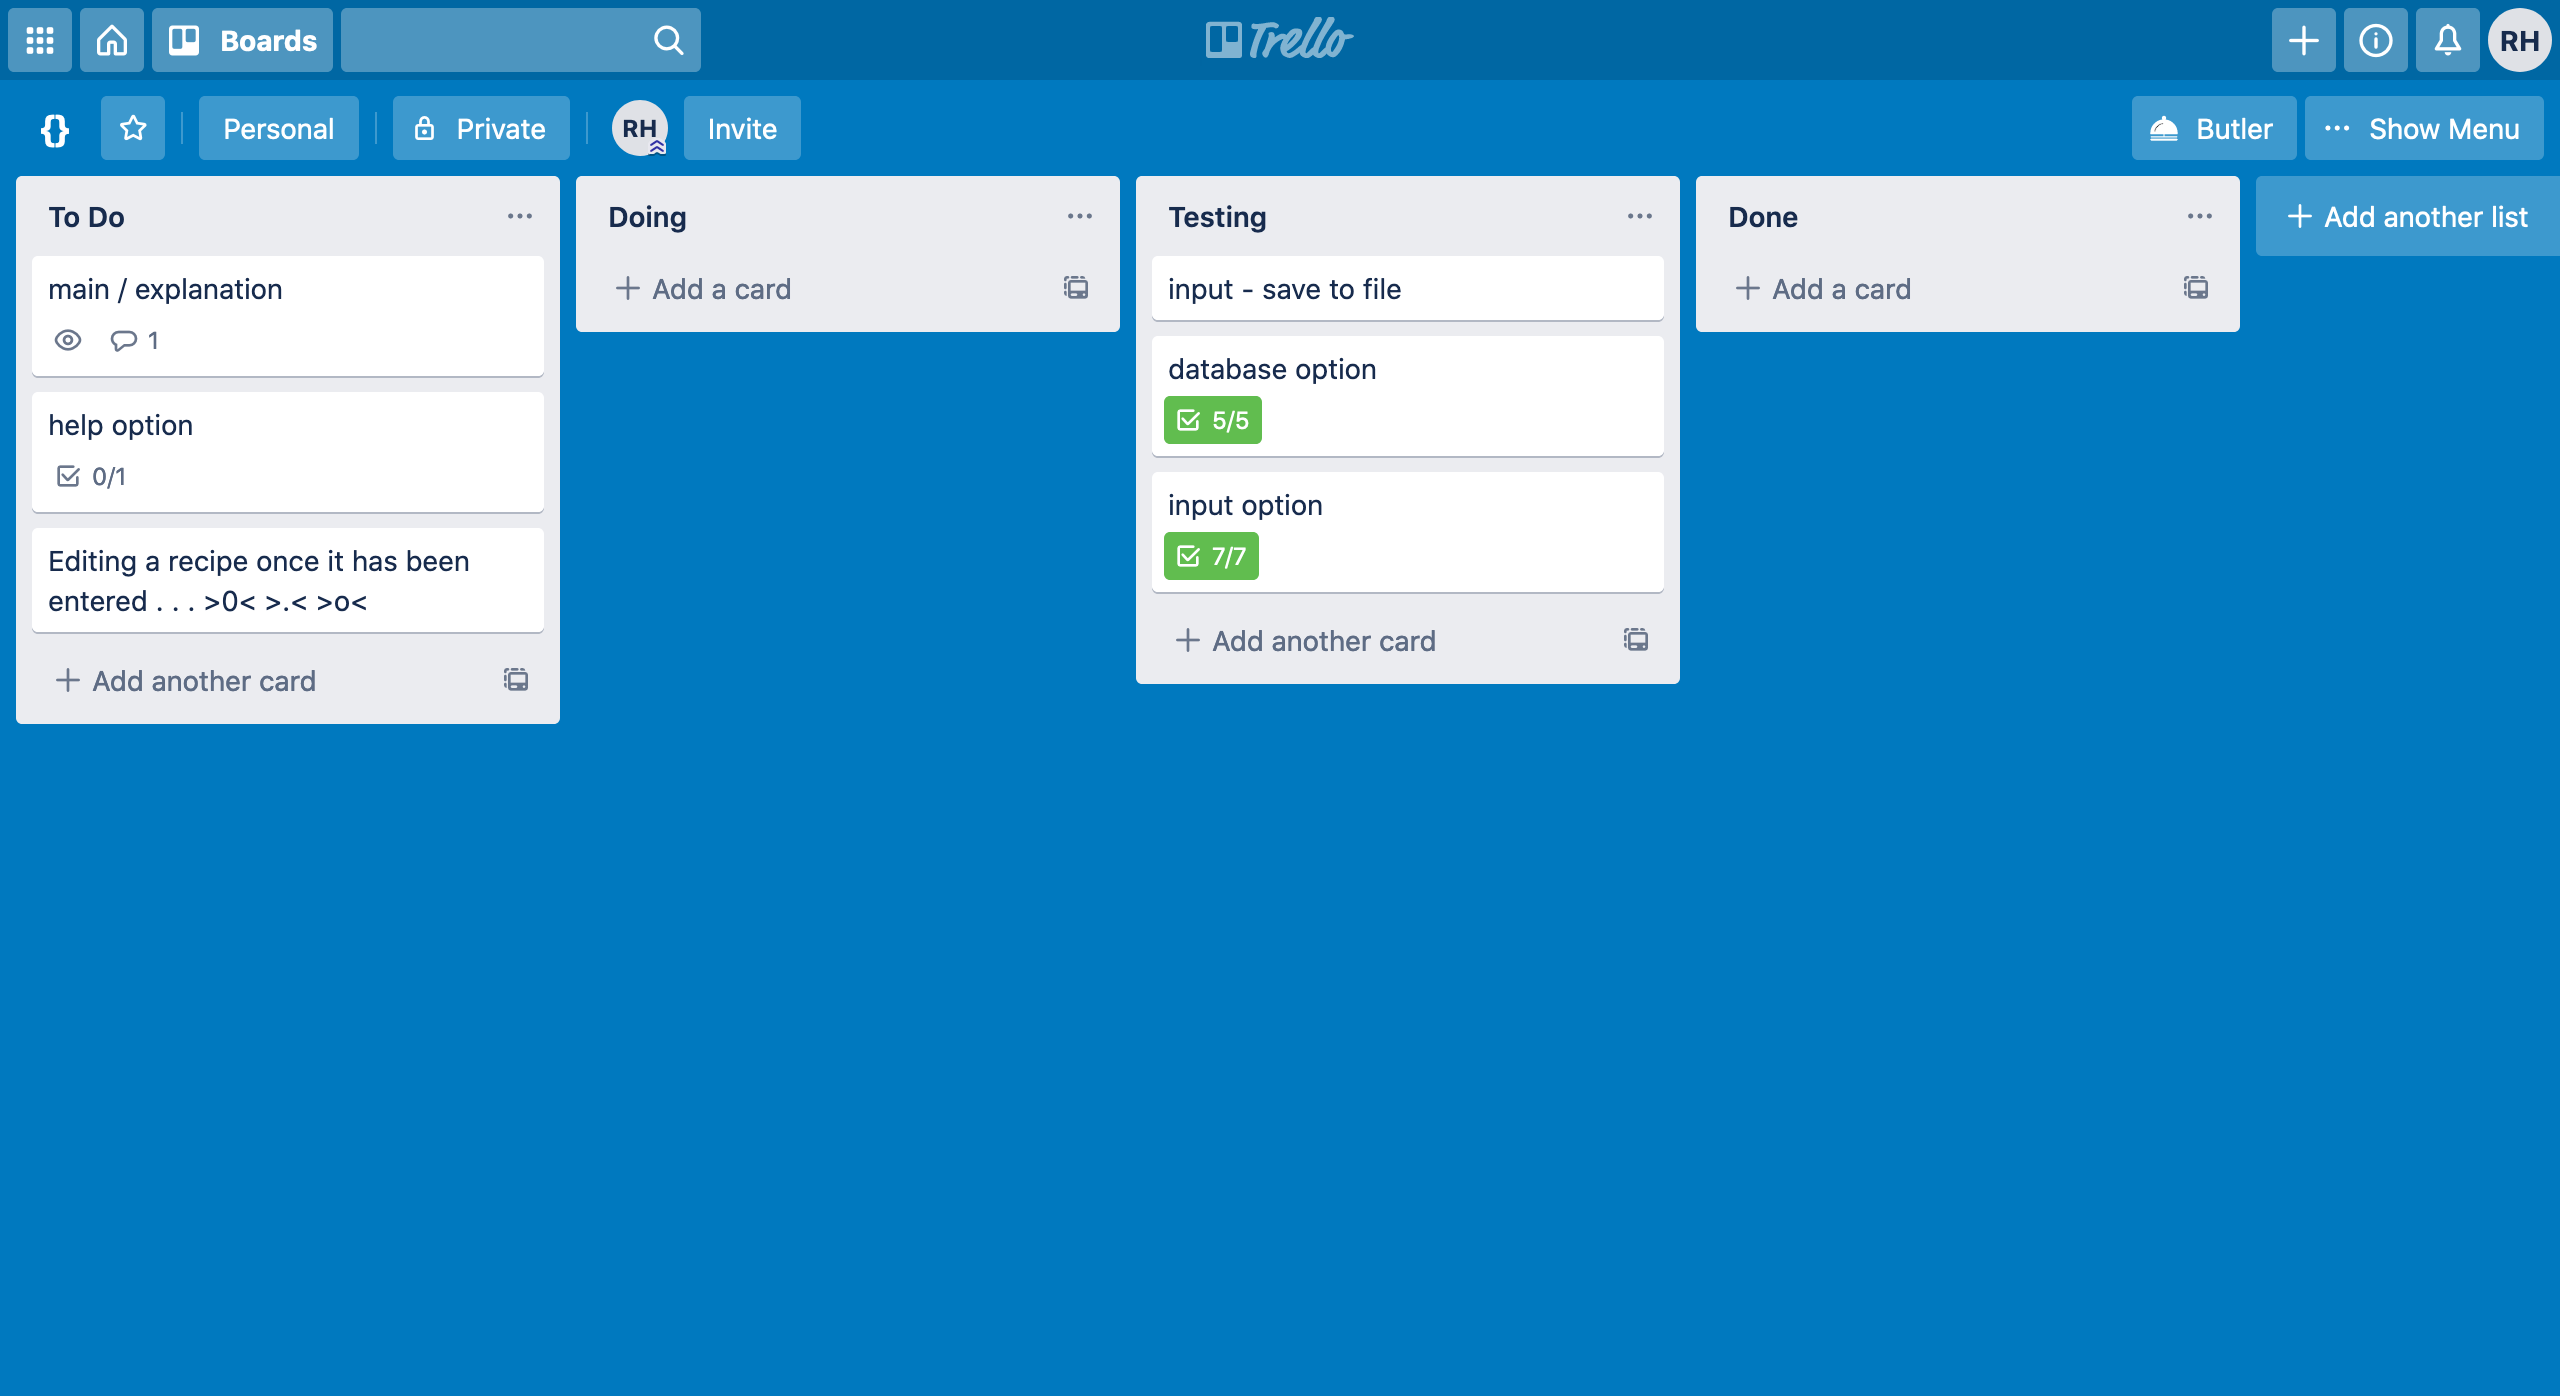 Boards
Trello
RH
{}
Personal
Private
RH
Invite
Butler
Show Menu
To Do
main / explanation
1
help option
0/1
Editing a recipe once it has been
entered . . . >0< >.< >o<
Add another card
Doing
Add a card
Testing
input - save to file
database option
5/5
input option
7/7
Add another card
Done
Add a card
Add another list